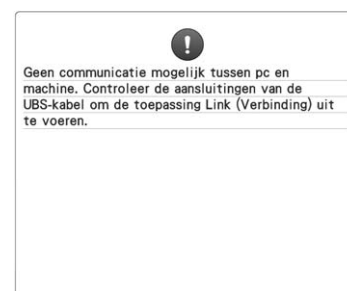 Geen communicatie mogelijk tussen pc en
machine. Controleer de aansluitingen van de
UBS-kabel om de toepassing Link (Verbinding) uit
te voeren.